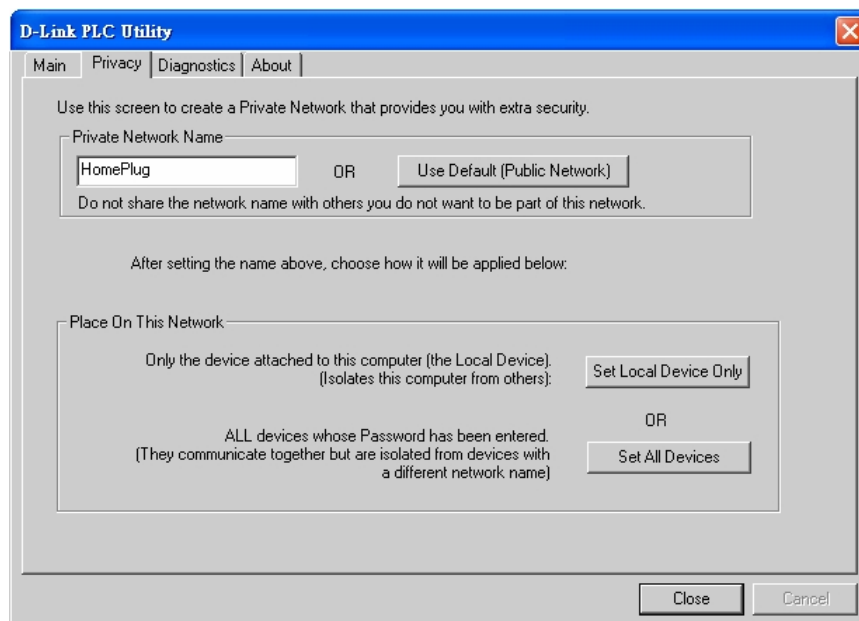 D-Link PLC Utility
Main Privacy Diagnostics About
Use this screen to create a Private Network that provides you with extra security.
Private Network Name
HomePlug OR Use Default (Public Network)
Do not share the network name with others you do not want to be part of this network.
After setting the name above, choose how it will be applied below:
Place On This Network
Only the device attached to this computer (the Local Device).
(Isolates this computer from others):
Set Local Device Only
OR
ALL devices whose Password has been entered.
(They communicate together but are isolated from devices with
a different network name)
Set All Devices
Close Cancel